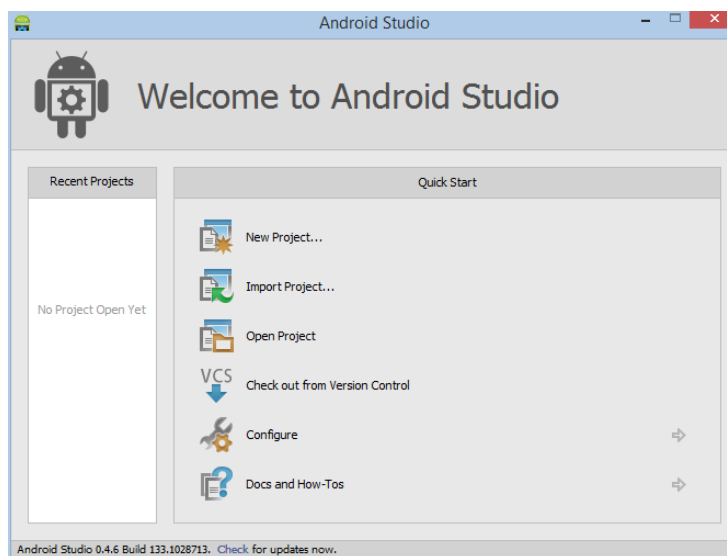 Android Studio
Welcome to Android Studio
Recent Projects
No Project Open Yet
Quick Start
New Project...
Import Project...
Open Project
VCS
Check out from Version Control
Configure
Docs and How-Tos
Android Studio 0.4.6 Build 133.1028713. Check for updates now.